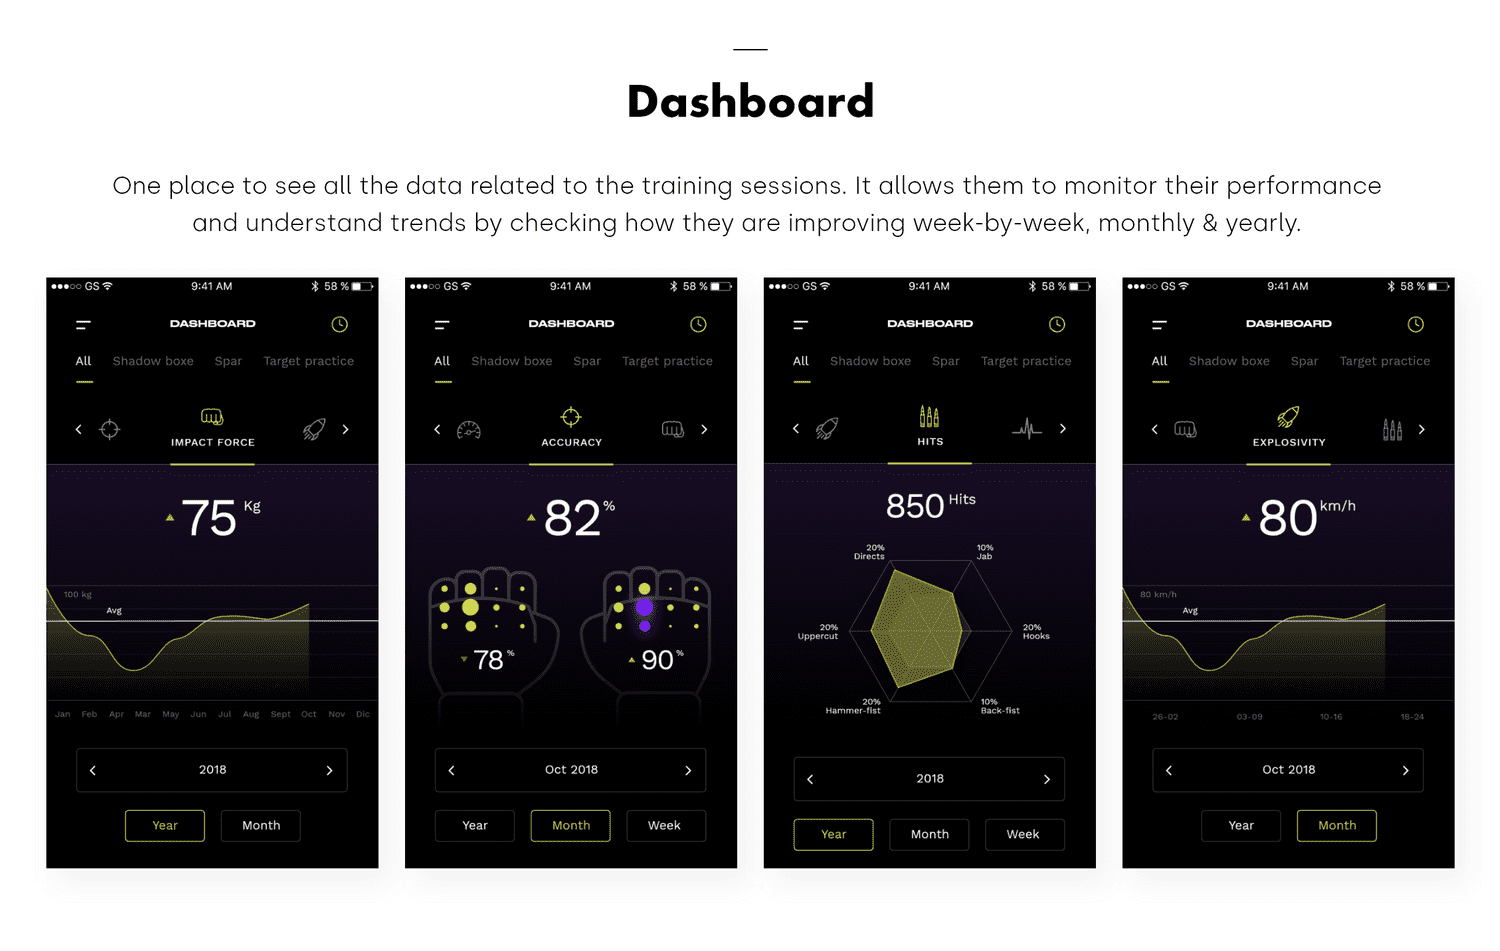 Dashboard
One place to see all the data related to the training sessions. It allows them to monitor their performance
and understand trends by checking how they are improving week-by-week, monthly & yearly.
GS 9:41 AM 58 %
DASHBOARD
All Shadow boxe Spar Target practice
IMPACT FORCE
75 Kg
100 kg
Avg
Jan Feb Apr Mar May Jun Jul Aug Sept Oct Nov Dic
2018
Year Month
GS 9:41 AM 58 %
DASHBOARD
All Shadow boxe Spar Target practice
ACCURACY
82 %
78 % 90 %
Oct 2018
Year Month Week
GS 9:41 AM 58 %
DASHBOARD
All Shadow boxe Spar Target practice
HITS
850 Hits
20% 10%
Directs Jab
20% 20%
Uppercut Hooks
20% 10%
Hammer-fist Back-fist
2018
Year Month Week
GS 9:41 AM 58 %
DASHBOARD
All Shadow boxe Spar Target practice
EXPLOSIVITY
80 km/h
80 km/h
Avg
26-02 03-09 10-16 18-24
Oct 2018
Year Month